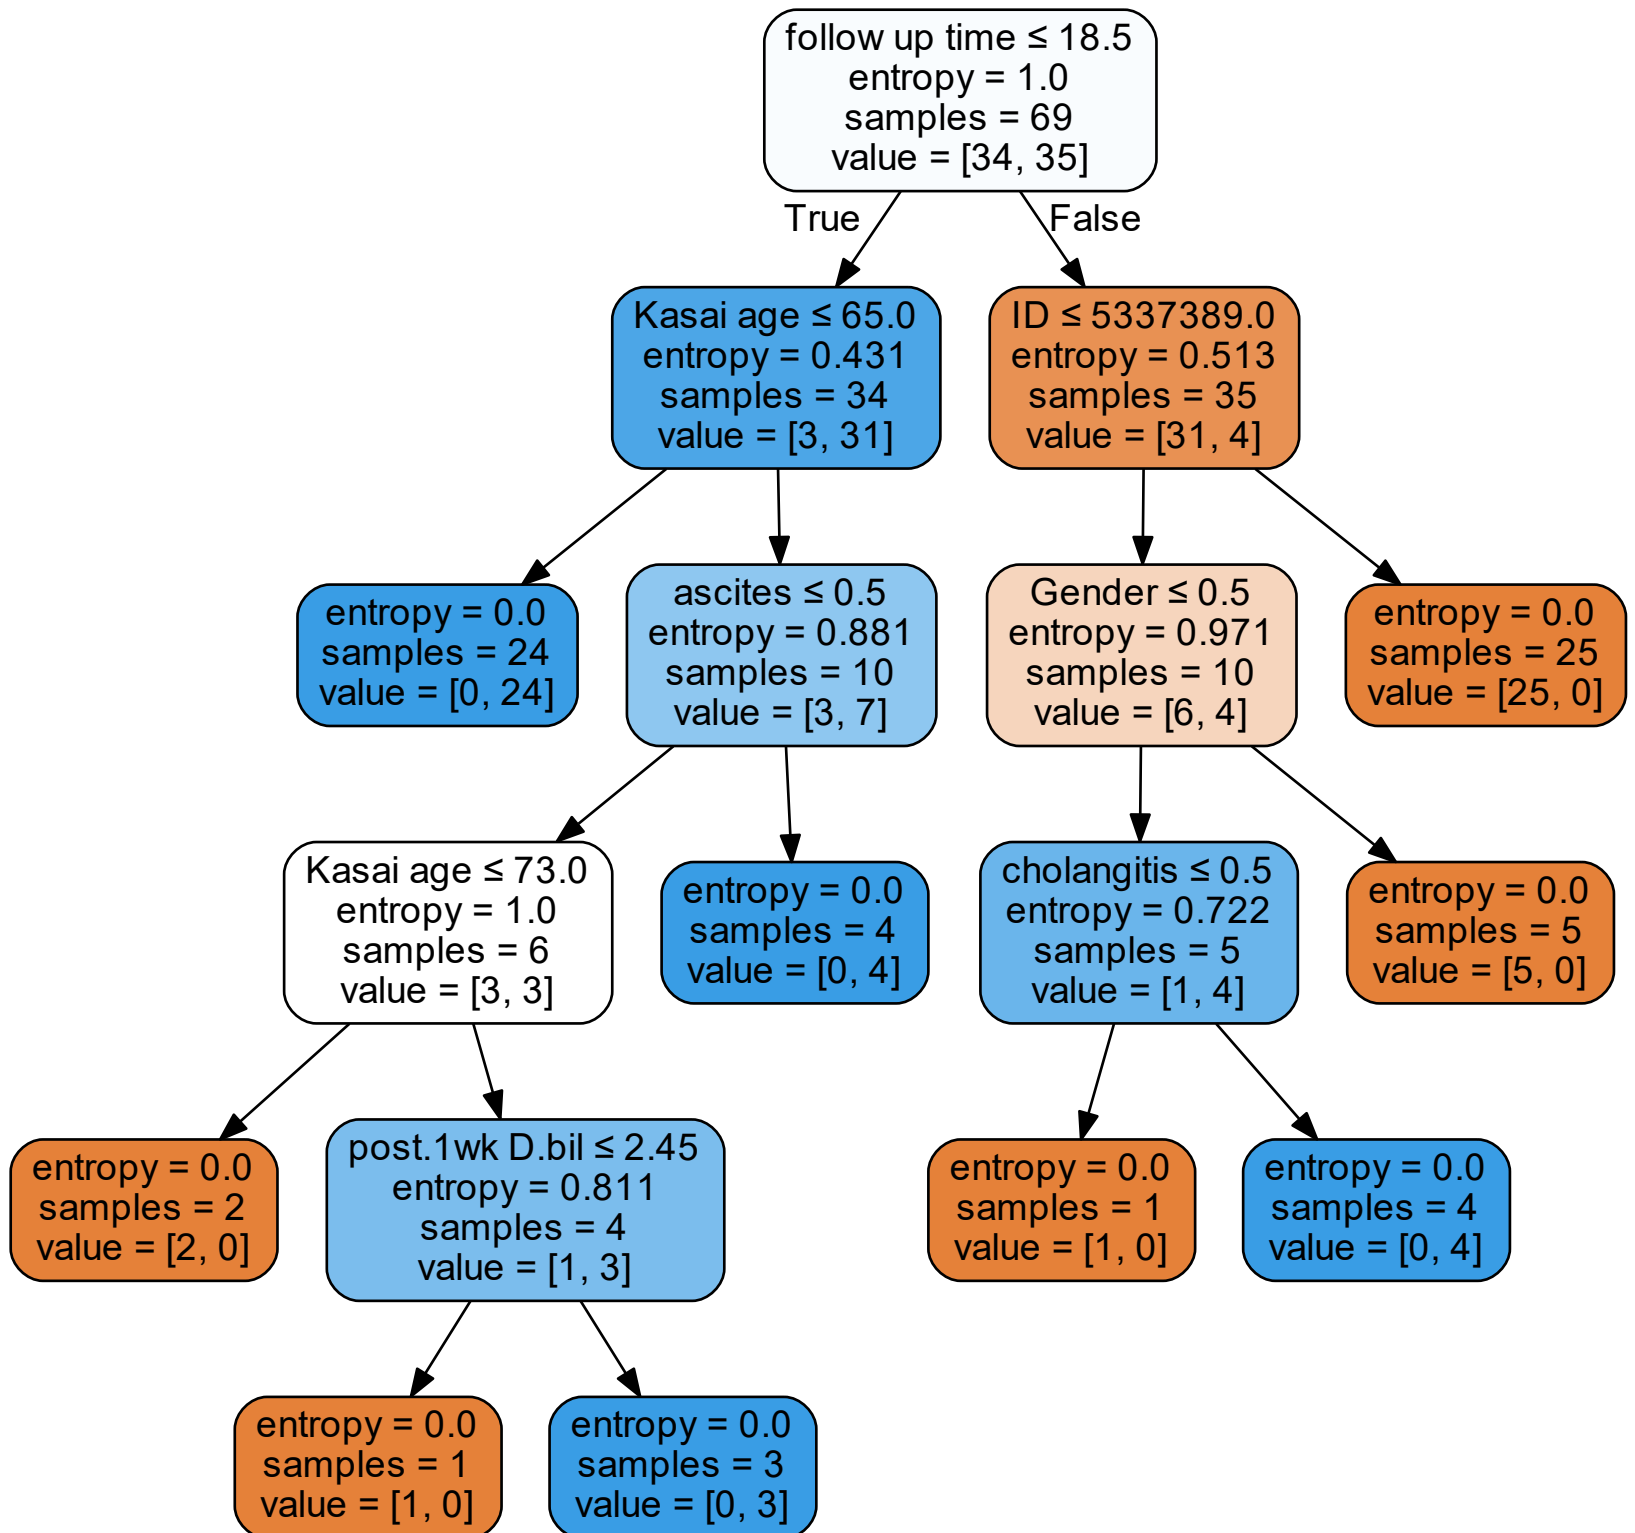 follow up time ≤ 18.5
entropy = 1.0
samples = 69
value = [34, 35]
True
False
Kasai age ≤ 65.0
entropy = 0.431
samples = 34
value = [3, 31]
ID ≤ 5337389.0
entropy = 0.513
samples = 35
value = [31, 4]
entropy = 0.0
samples = 24
value = [0, 24]
ascites ≤ 0.5
entropy = 0.881
samples = 10
value = [3, 7]
Gender ≤ 0.5
entropy = 0.971
samples = 10
value = [6, 4]
entropy = 0.0
samples = 25
value = [25, 0]
Kasai age ≤ 73.0
entropy = 1.0
samples = 6
value = [3, 3]
entropy = 0.0
samples = 4
value = [0, 4]
cholangitis ≤ 0.5
entropy = 0.722
samples = 5
value = [1, 4]
entropy = 0.0
samples = 5
value = [5, 0]
entropy = 0.0
samples = 2
value = [2, 0]
post.1wk D.bil ≤ 2.45
entropy = 0.811
samples = 4
value = [1, 3]
entropy = 0.0
samples = 1
value = [1, 0]
entropy = 0.0
samples = 4
value = [0, 4]
entropy = 0.0
samples = 1
value = [1, 0]
entropy = 0.0
samples = 3
value = [0, 3]